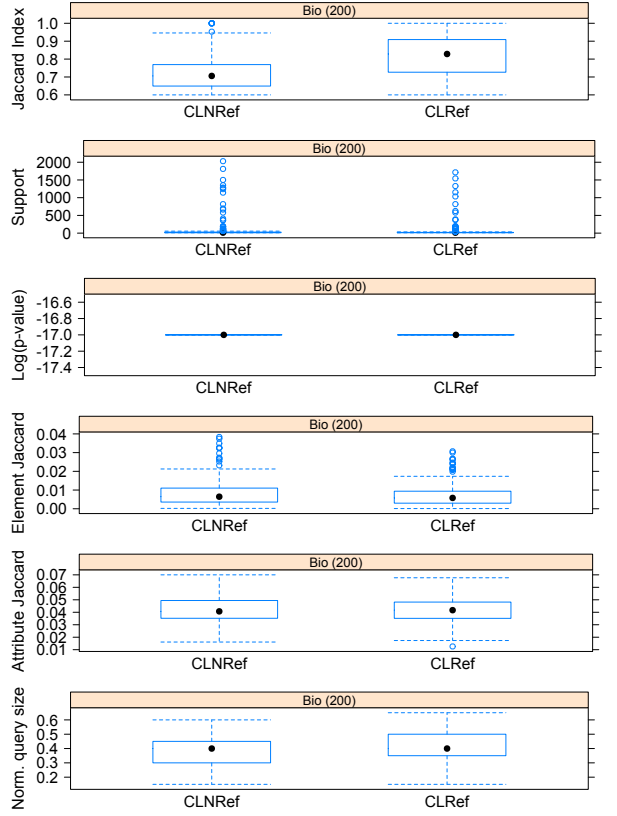 Bio (200)
Jaccard Index
1.0
0.9
0.8
0.7
0.6
CLNRef
CLRef
Bio (200)
Support
2000
1500
1000
500
0
CLNRef
CLRef
Bio (200)
Log(p-value)
-16.6
-16.8
-17.0
-17.2
-17.4
CLNRef
CLRef
Bio (200)
Element Jaccard
0.04
0.03
0.02
0.01
0.00
CLNRef
CLRef
Bio (200)
Attribute Jaccard
0.07
0.06
0.05
0.04
0.03
0.02
0.01
CLNRef
CLRef
Bio (200)
Norm. query size
0.6
0.5
0.4
0.3
0.2
CLNRef
CLRef